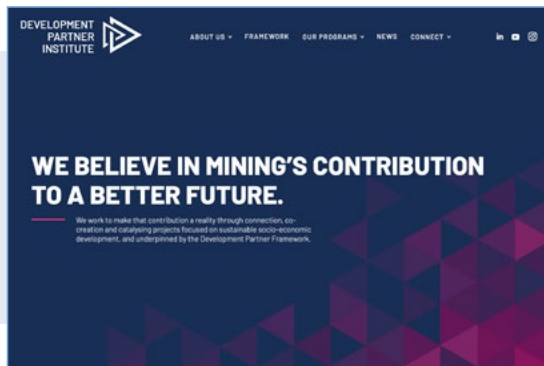 DEVELOPMENT
PARTNER
INSTITUTE
ABOUT US
FRAMEWORK
OUR PROGRAMS
NEWS
CONNECT
in
WE BELIEVE IN MINING'S CONTRIBUTION
TO A BETTER FUTURE.
We work to make that contribution a reality through connection, co-
creation and catalysing projects focused on sustainable socio-economic
development, and underpinned by the Development Partner Framework.